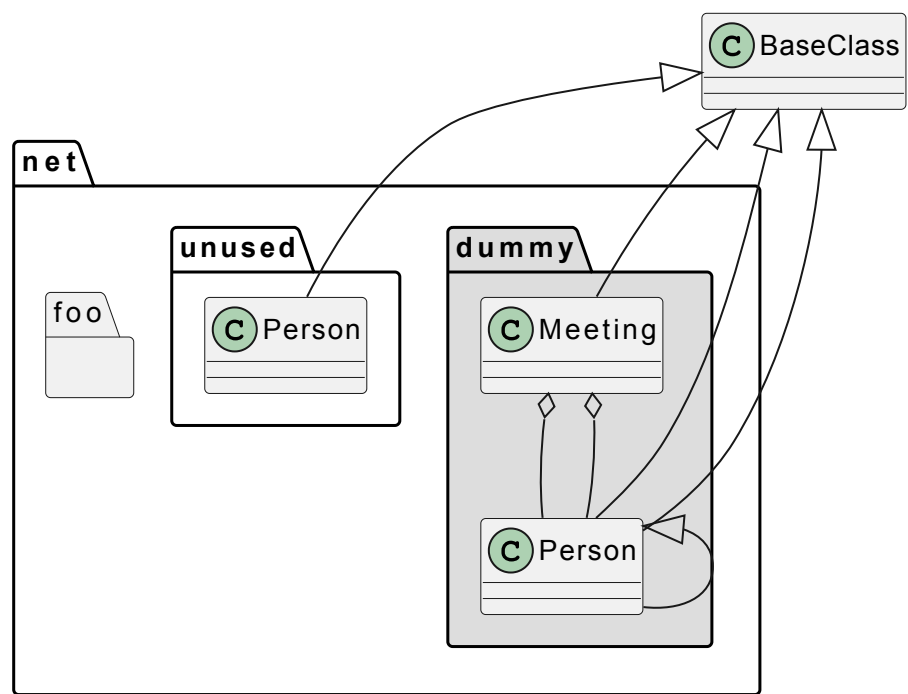 C BaseClass
net
unused
dummy
foo
C Person
C Meeting
C Person